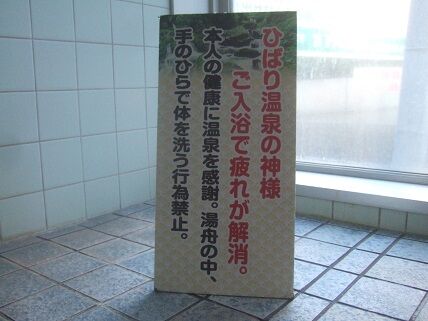 ひばり温泉の神様
ご入浴で疲れが解消。
本人の健康に温泉を感謝。湯舟の中、
手のひらで体を洗う行為禁止。